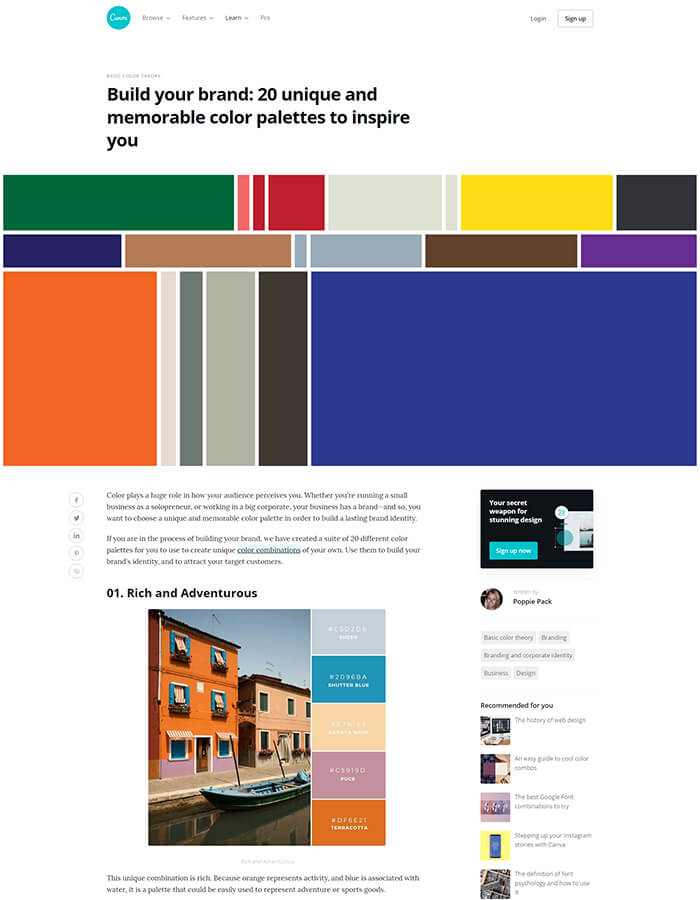 Canva
Browse
Features
Learn
Pro
Login
Sign up
BASIC COLOR THEORY
Build your brand: 20 unique and
memorable color palettes to inspire
you
Color plays a huge role in how your audience perceives you. Whether you're running a small
business as a solopreneur, or working in a big corporate, your business has a brand—and so, you
want to choose a unique and memorable color palette in order to build a lasting brand identity.
If you are in the process of building your brand, we have created a suite of 20 different color
palettes for you to use to create unique color combinations of your own. Use them to build your
brand's identity, and to attract your target customers.
01. Rich and Adventurous
SHEER
#2096BA
SHUTTER BLUE
#C5919D
PUCE
#DF6E21
TERRACOTTA
Rich and Adventurous
This unique combination is rich. Because orange represents activity, and blue is associated with
water, it is a palette that could be easily used to represent adventure or sports goods.
Your secret
weapon for
stunning design
Sign up now
Written by
Poppie Pack
Basic color theory
Branding
Branding and corporate identity
Business
Design
Recommended for you
The history of web design
An easy guide to cool color
combos
The best Google Font
combinations to try
Stepping up your Instagram
stories with Canva
The definition of font
psychology and how to use
it